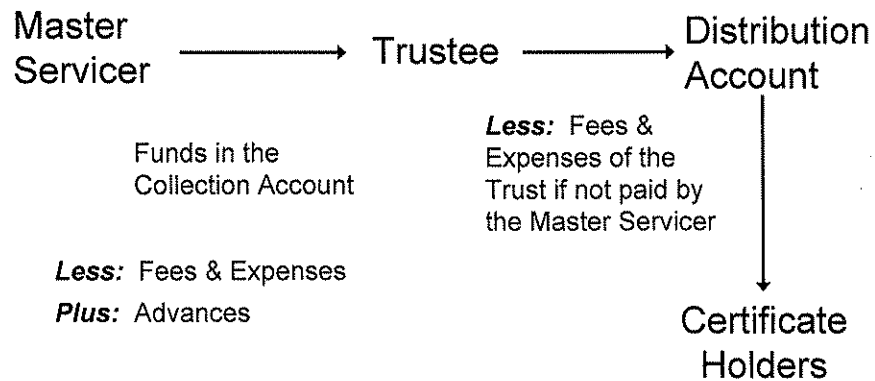 Master
Servicer
Trustee
Distribution
Account
Funds in the
Collection Account
Less: Fees &
Expenses of the
Trust if not paid by
the Master Servicer
Less: Fees & Expenses
Plus: Advances
Certificate
Holders